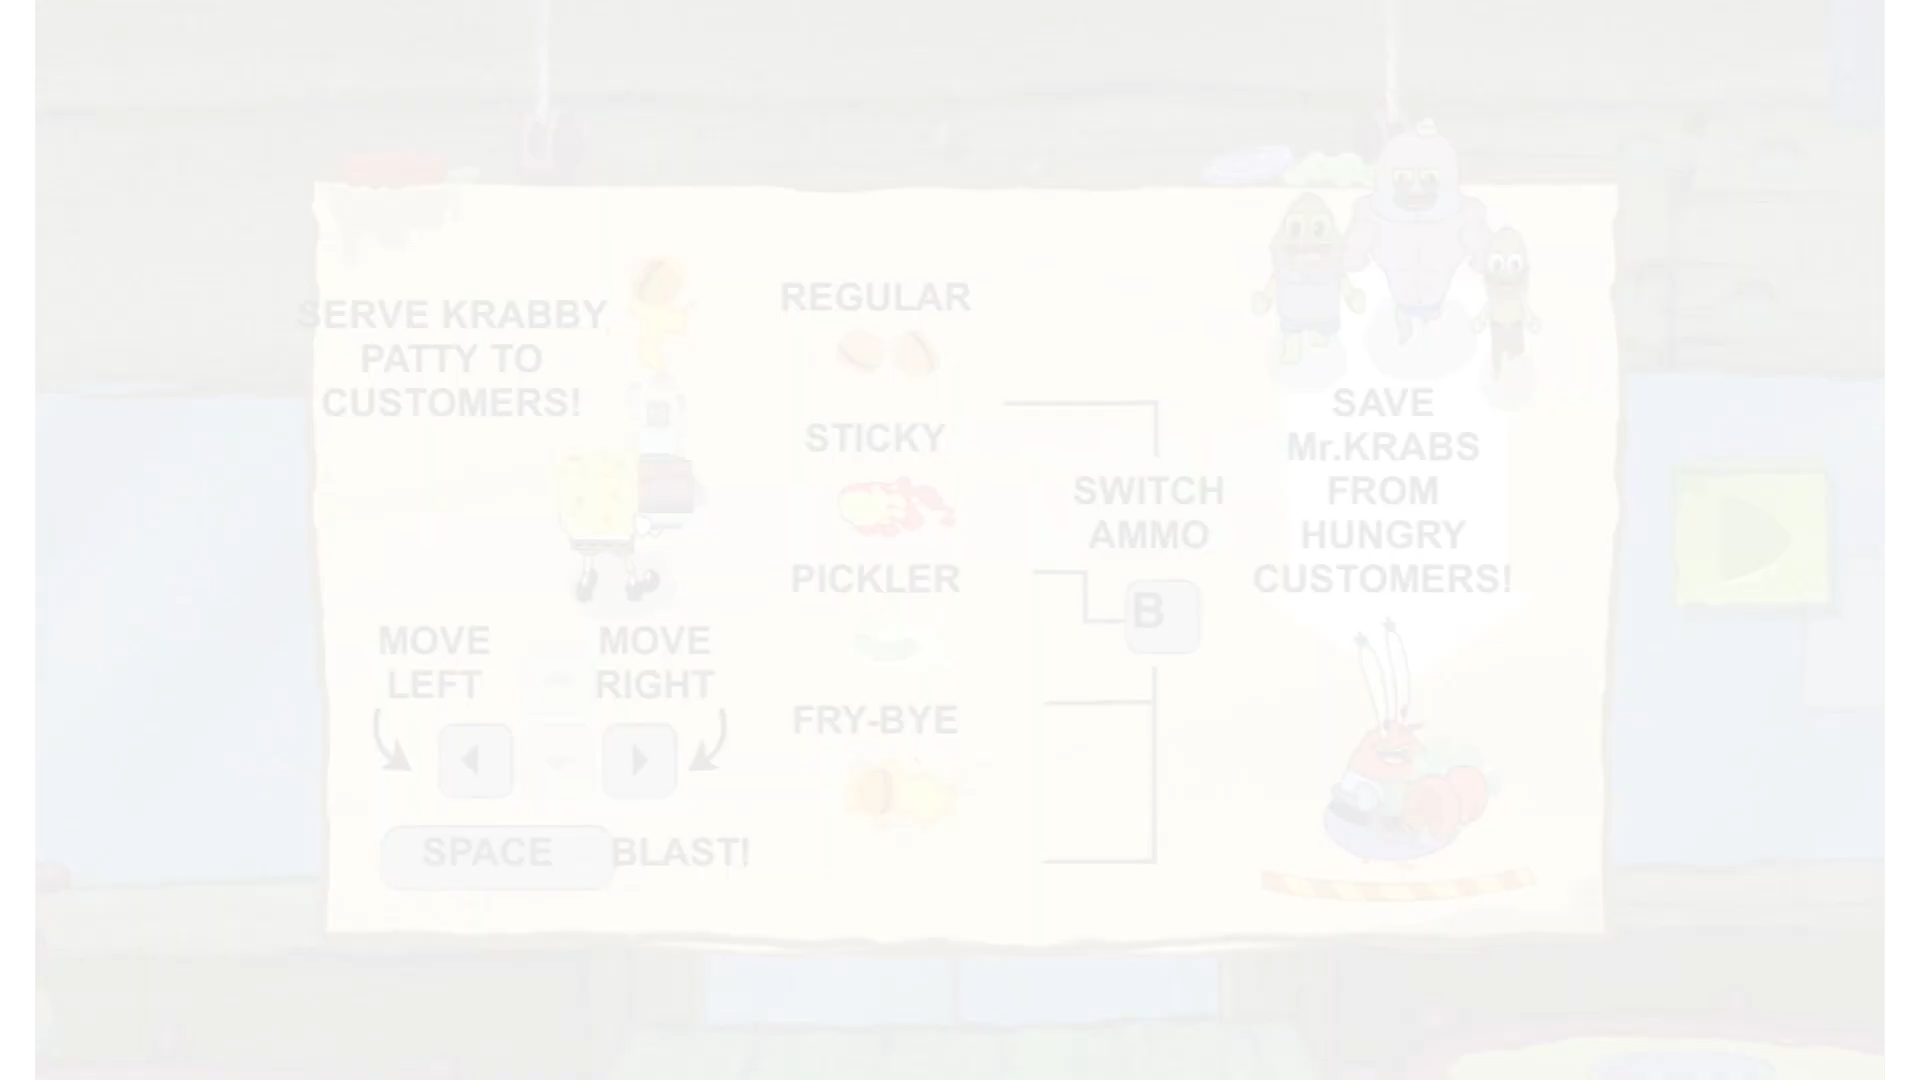 SERVE KRABBY
PATTY TO
CUSTOMERS!
MOVE
LEFT
MOVE
RIGHT
SPACE
BLAST!
REGULAR
STICKY
PICKLER
FRY-BYE
SWITCH
AMMO
B
SAVE
Mr.KRABS
FROM
HUNGRY
CUSTOMERS!